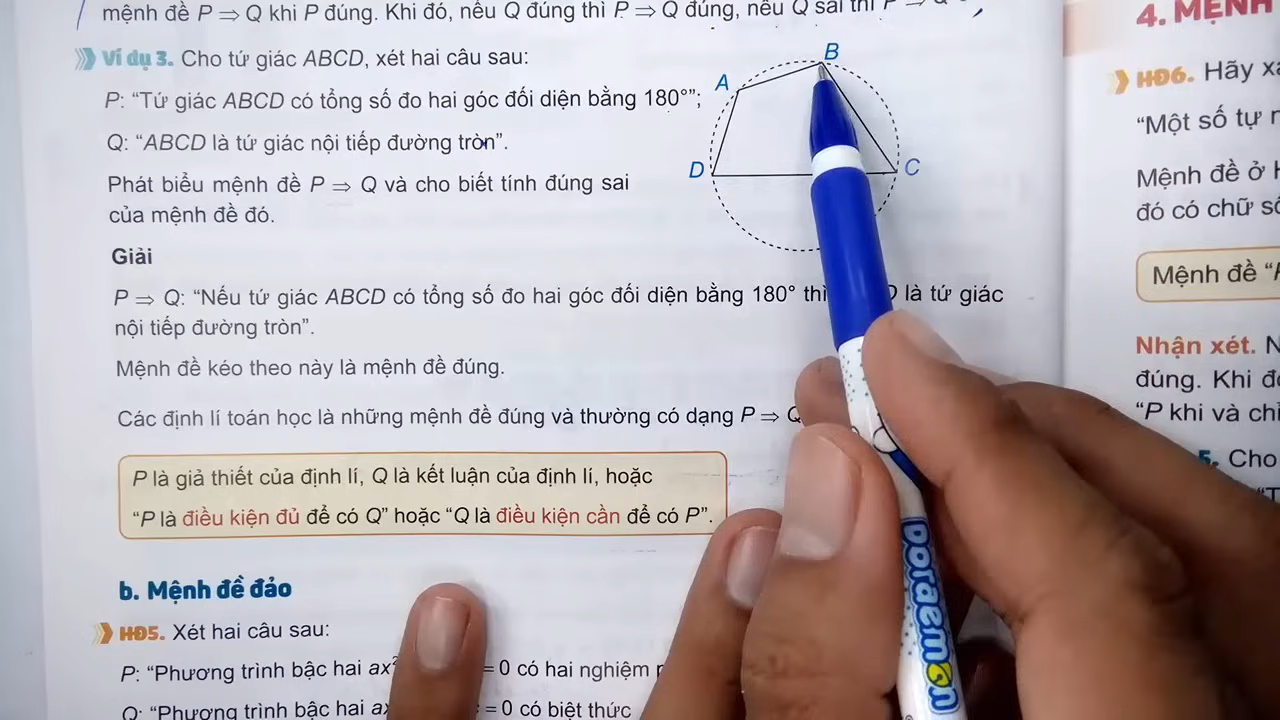 mệnh đề P ⇒ Q khi P đúng. Khi đó, nếu Q đúng thì P ⇒ Q đúng, nếu Q sai thì P ⇒
Ví dụ 3. Cho tứ giác ABCD, xét hai câu sau:
P: “Tứ giác ABCD có tổng số đo hai góc đối diện bằng 180°”;
Q: “ABCD là tứ giác nội tiếp đường tròn”.
Phát biểu mệnh đề P ⇒ Q và cho biết tính đúng sai
của mệnh đề đó.
A
B
D
C
Giải
P ⇒ Q: “Nếu tứ giác ABCD có tổng số đo hai góc đối diện bằng 180° thì là tứ giác
nội tiếp đường tròn”.
Mệnh đề kéo theo này là mệnh đề đúng.
Các định lí toán học là những mệnh đề đúng và thường có dạng P ⇒ Q
P là giả thiết của định lí, Q là kết luận của định lí, hoặc
“P là điều kiện đủ để có Q” hoặc “Q là điều kiện cần để có P”.
b. Mệnh đề đảo
HĐ5. Xét hai câu sau:
P: “Phương trình bậc hai ax² = 0 có hai nghiệm
Q: “Phương trình bậc hai = 0 có biệt thức
4. MỆNH
HĐ6. Hãy
“Một số tự
Mệnh đề ở
đó có chữ
Mệnh đề
Nhận xét.
đúng. Khi
“P khi và
5. Cho
Doraemon